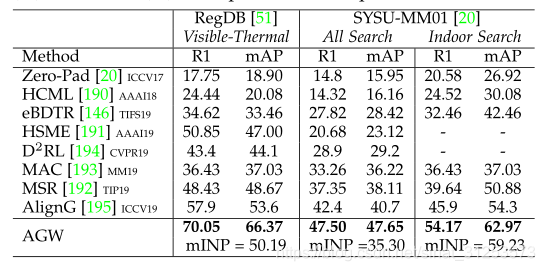 RegDB [51] SYSU-MM01 [20]
Visible-Thermal All Search Indoor Search
Method R1 mAP R1 mAP R1 mAP
Zero-Pad [20] ICCV17 17.75 18.90 14.8 15.95 20.58 26.92
HCML [190] AAAI18 24.44 20.08 14.32 16.16 24.52 30.08
eBDTR [146] TIFS19 34.62 33.46 27.82 28.42 32.46 42.46
HSME [191] AAAI19 50.85 47.00 20.68 23.12 - -
D²RL [194] CVPR19 43.4 44.1 28.9 29.2 - -
MAC [193] MM19 36.43 37.03 33.26 36.22 36.43 37.03
MSR [192] TIP19 48.43 48.67 37.35 38.11 39.64 50.88
AlignG [195] ICCV19 57.9 53.6 42.4 40.7 45.9 54.3
AGW 70.05 66.37 47.50 47.65 54.17 62.97
mINP = 50.19 mINP =35.30 mINP = 59.23